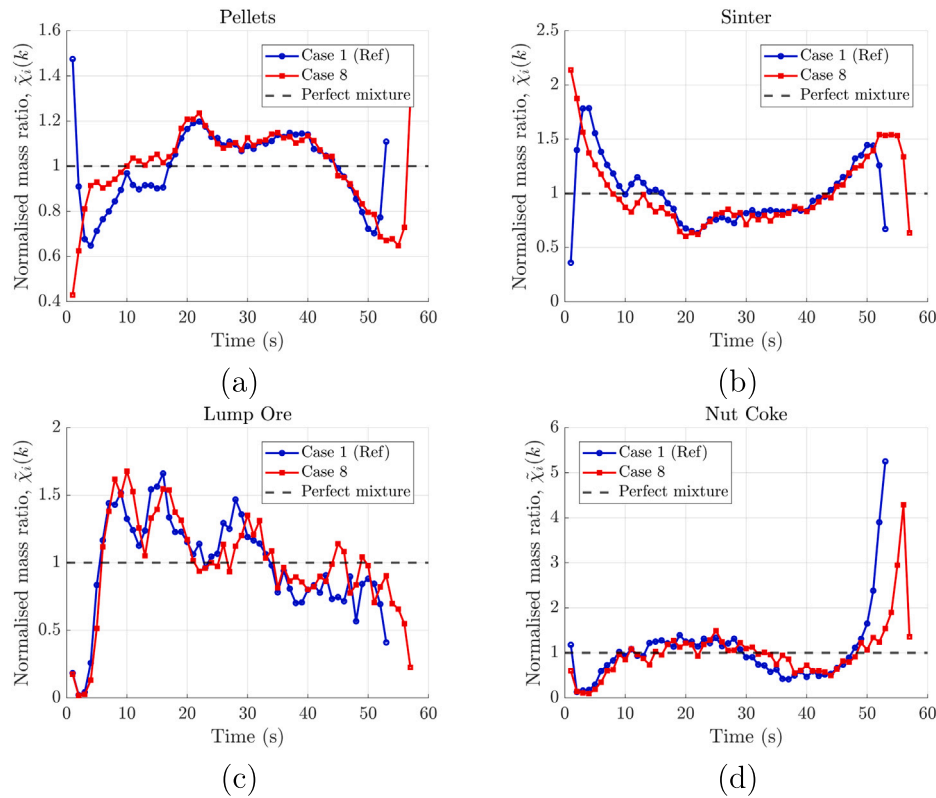 Pellets
Normalised mass ratio, χ̃ᵢ(k)
1.6
1.4
1.2
1
0.8
0.6
0.4
0 10 20 30 40 50 60
Time (s)
Case 1 (Ref)
Case 8
Perfect mixture
(a)
Sinter
Normalised mass ratio, χ̃ᵢ(k)
2.5
2
1.5
1
0.5
0
0 10 20 30 40 50 60
Time (s)
Case 1 (Ref)
Case 8
Perfect mixture
(b)
Lump Ore
Normalised mass ratio, χ̃ᵢ(k)
2
1.5
1
0.5
0
0 10 20 30 40 50 60
Time (s)
Case 1 (Ref)
Case 8
Perfect mixture
(c)
Nut Coke
Normalised mass ratio, χ̃ᵢ(k)
6
5
4
3
2
1
0
0 10 20 30 40 50 60
Time (s)
Case 1 (Ref)
Case 8
Perfect mixture
(d)